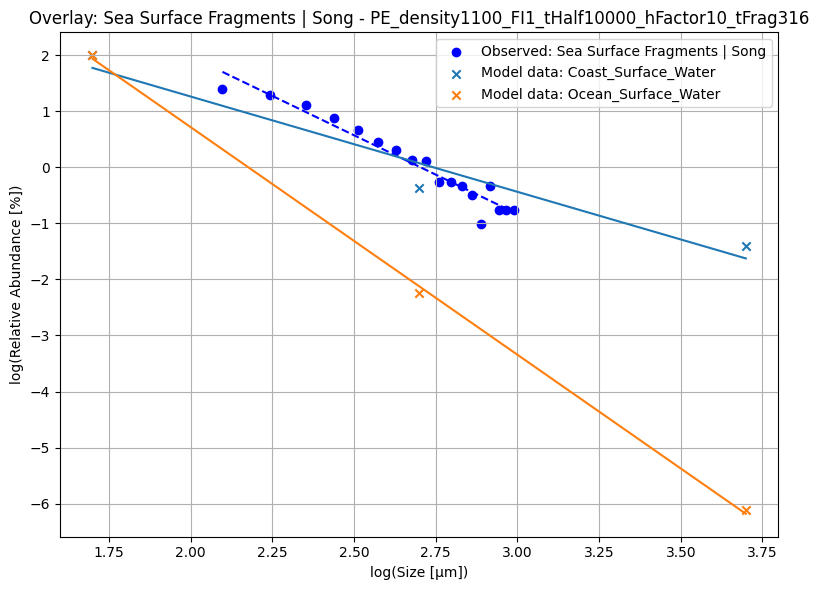 Overlay: Sea Surface Fragments | Song - PE_density1100_FI1_tHalf10000_hFactor10_tFrag316
Observed: Sea Surface Fragments | Song
Model data: Coast_Surface_Water
Model data: Ocean_Surface_Water
log(Relative Abundance [%])
2
1
0
−1
−2
−3
−4
−5
−6
1.75 2.00 2.25 2.50 2.75 3.00 3.25 3.50 3.75
log(Size [µm])